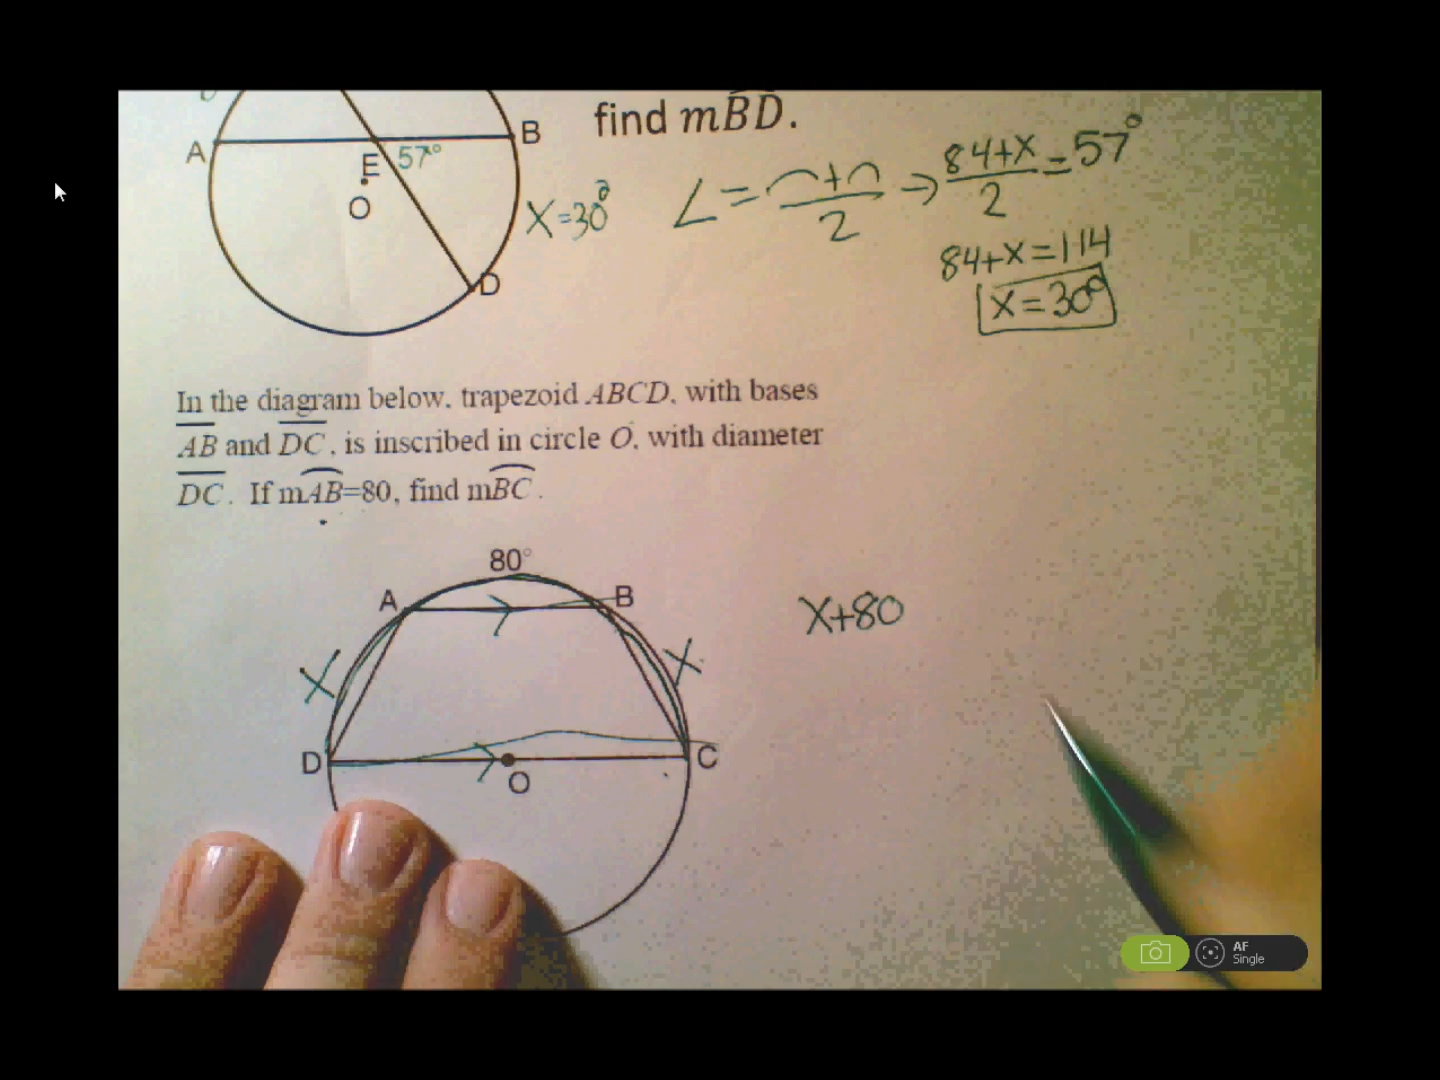 find mBD.
A
B
E
57°
O
X=30°
D
∠ = ⌒+⌒/2 → 84+X/2 = 57°
84+X=114
X=30°
In the diagram below, trapezoid ABCD, with bases
AB and DC, is inscribed in circle O, with diameter
DC. If mAB=80, find mBC.
80°
A
B
X
X
X+80
D
O
C
AF
Single